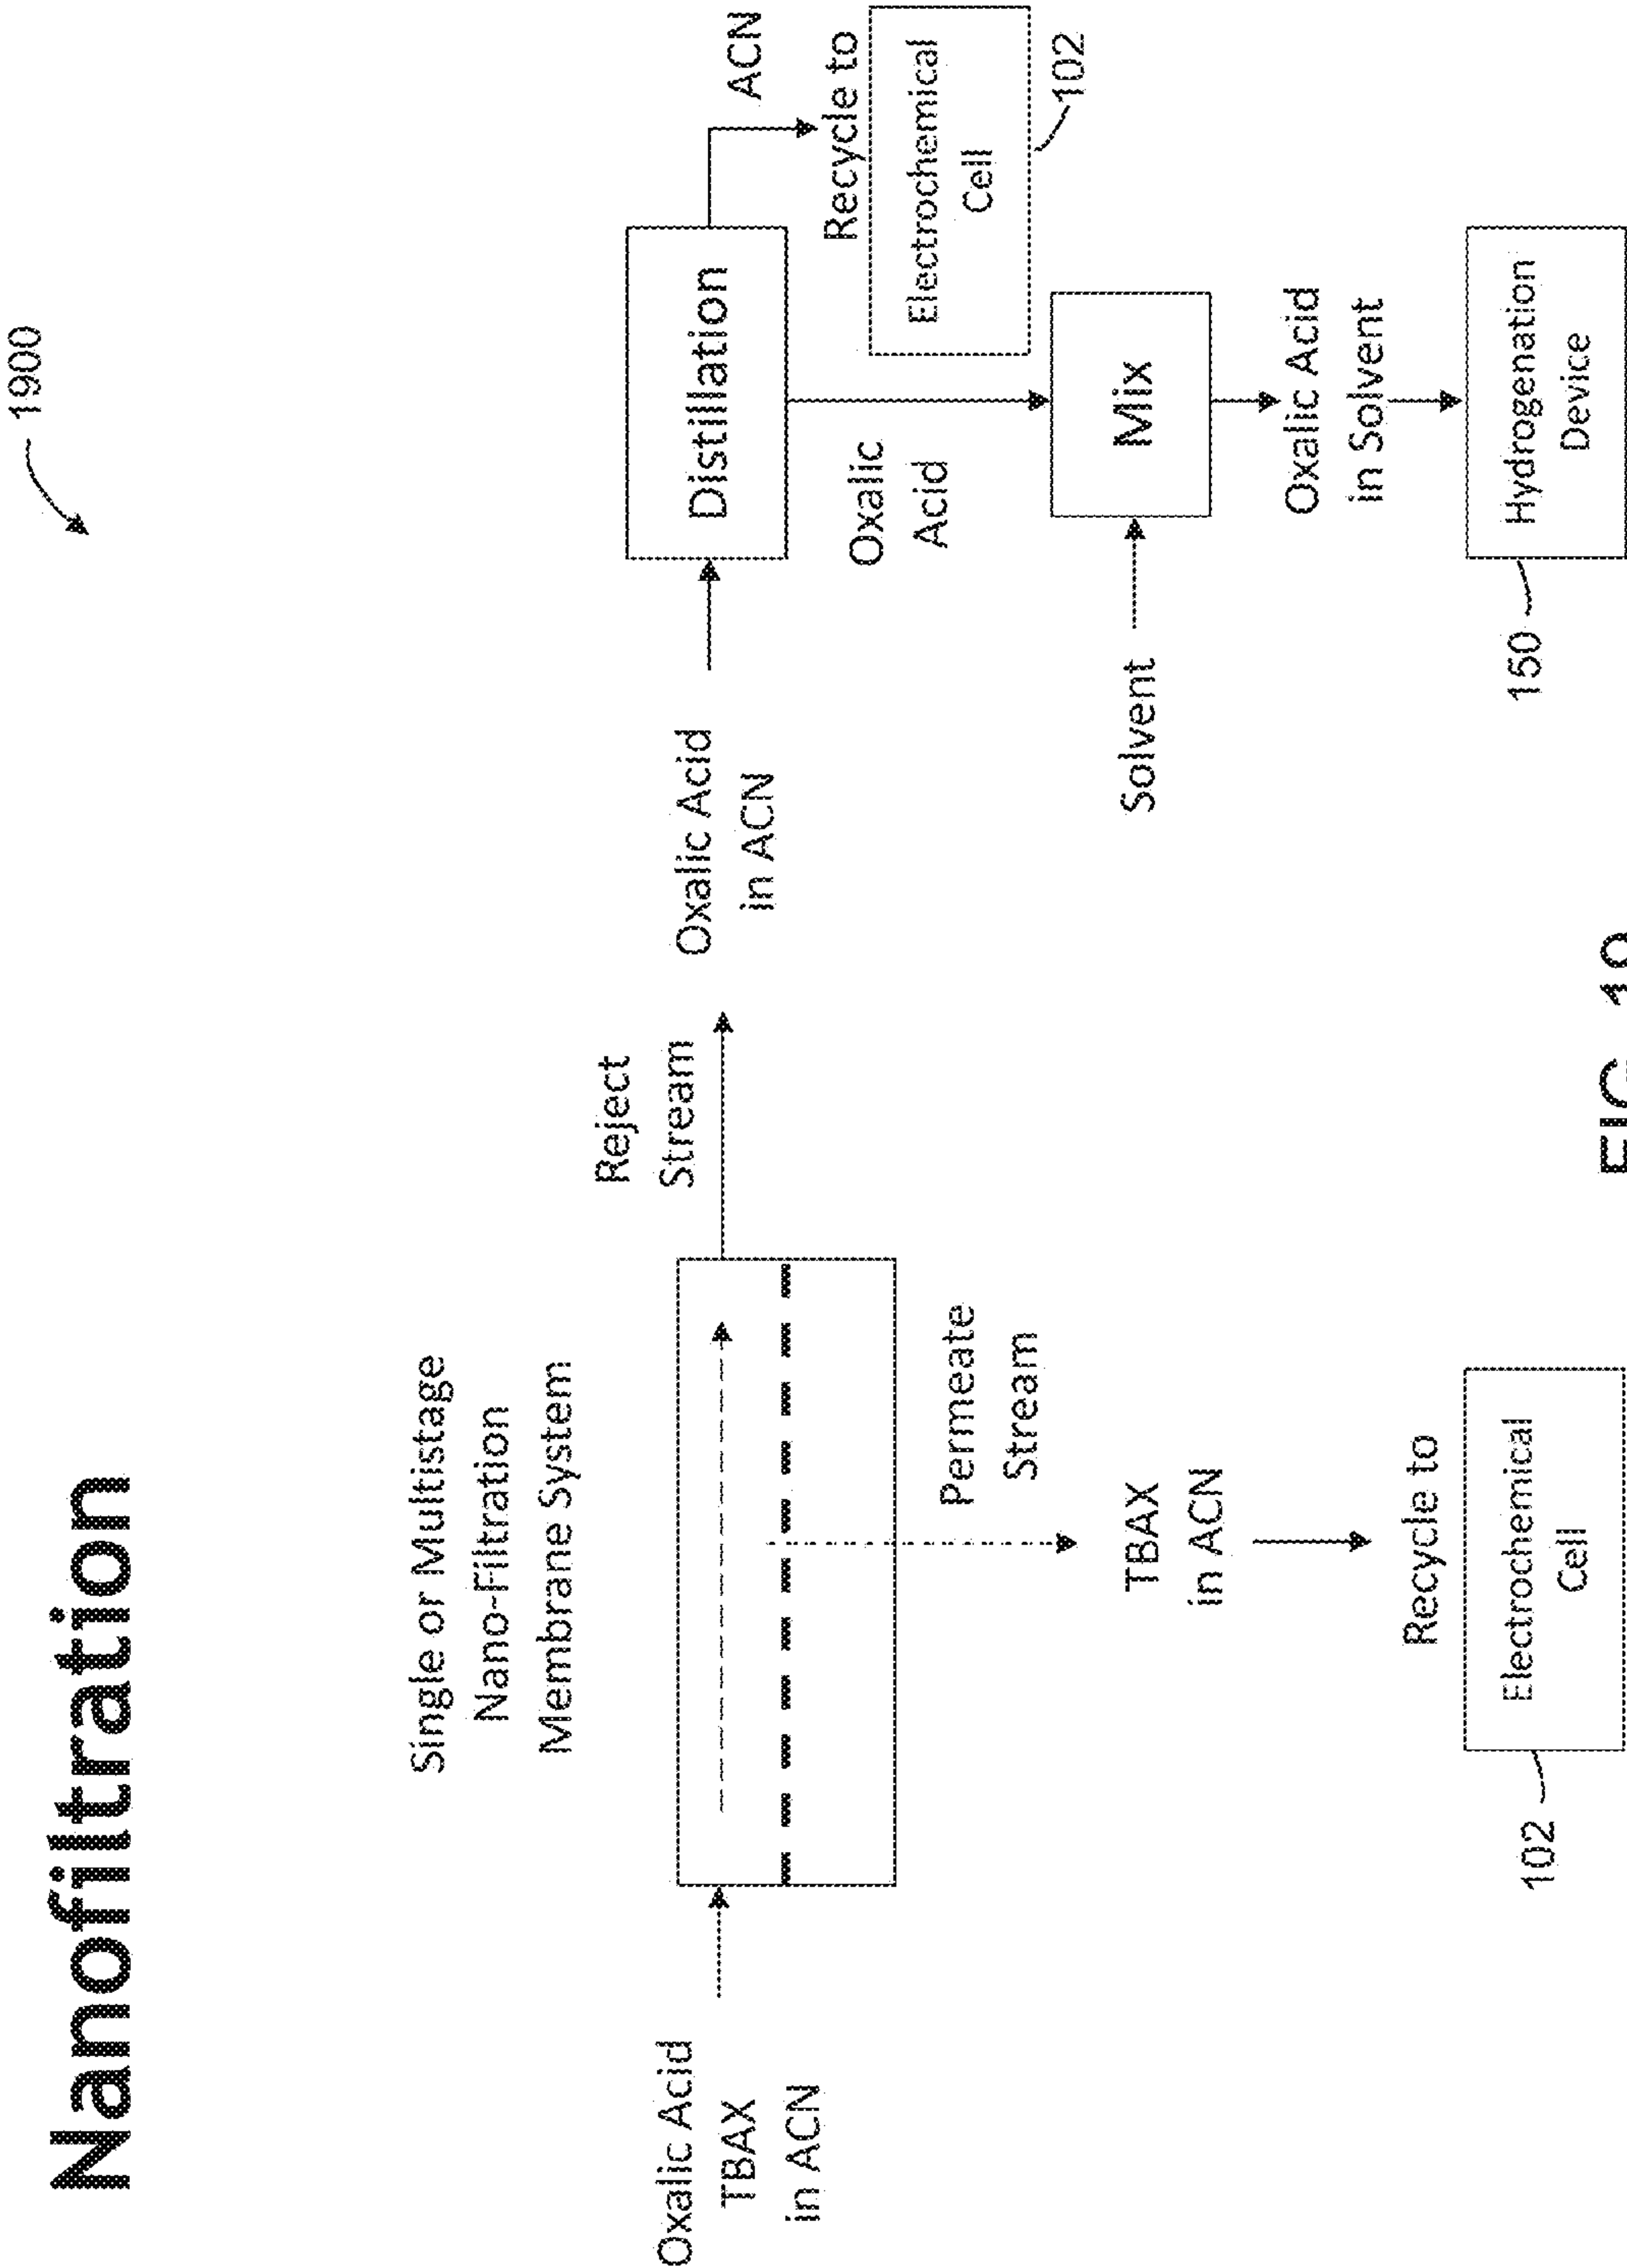 Nanofiltration
1900
Single or Multistage
Nano-Filtration
Membrane System
Oxalic Acid
TBAX
in ACN
Reject
Stream
Oxalic Acid
in ACN
Distillation
ACN
Recycle to
Electrochemical
Cell
102
Oxalic
Acid
Solvent
Mix
Oxalic Acid
in Solvent
Hydrogenation
Device
150
Permeate
Stream
TBAX
in ACN
Recycle to
Electrochemical
Cell
102